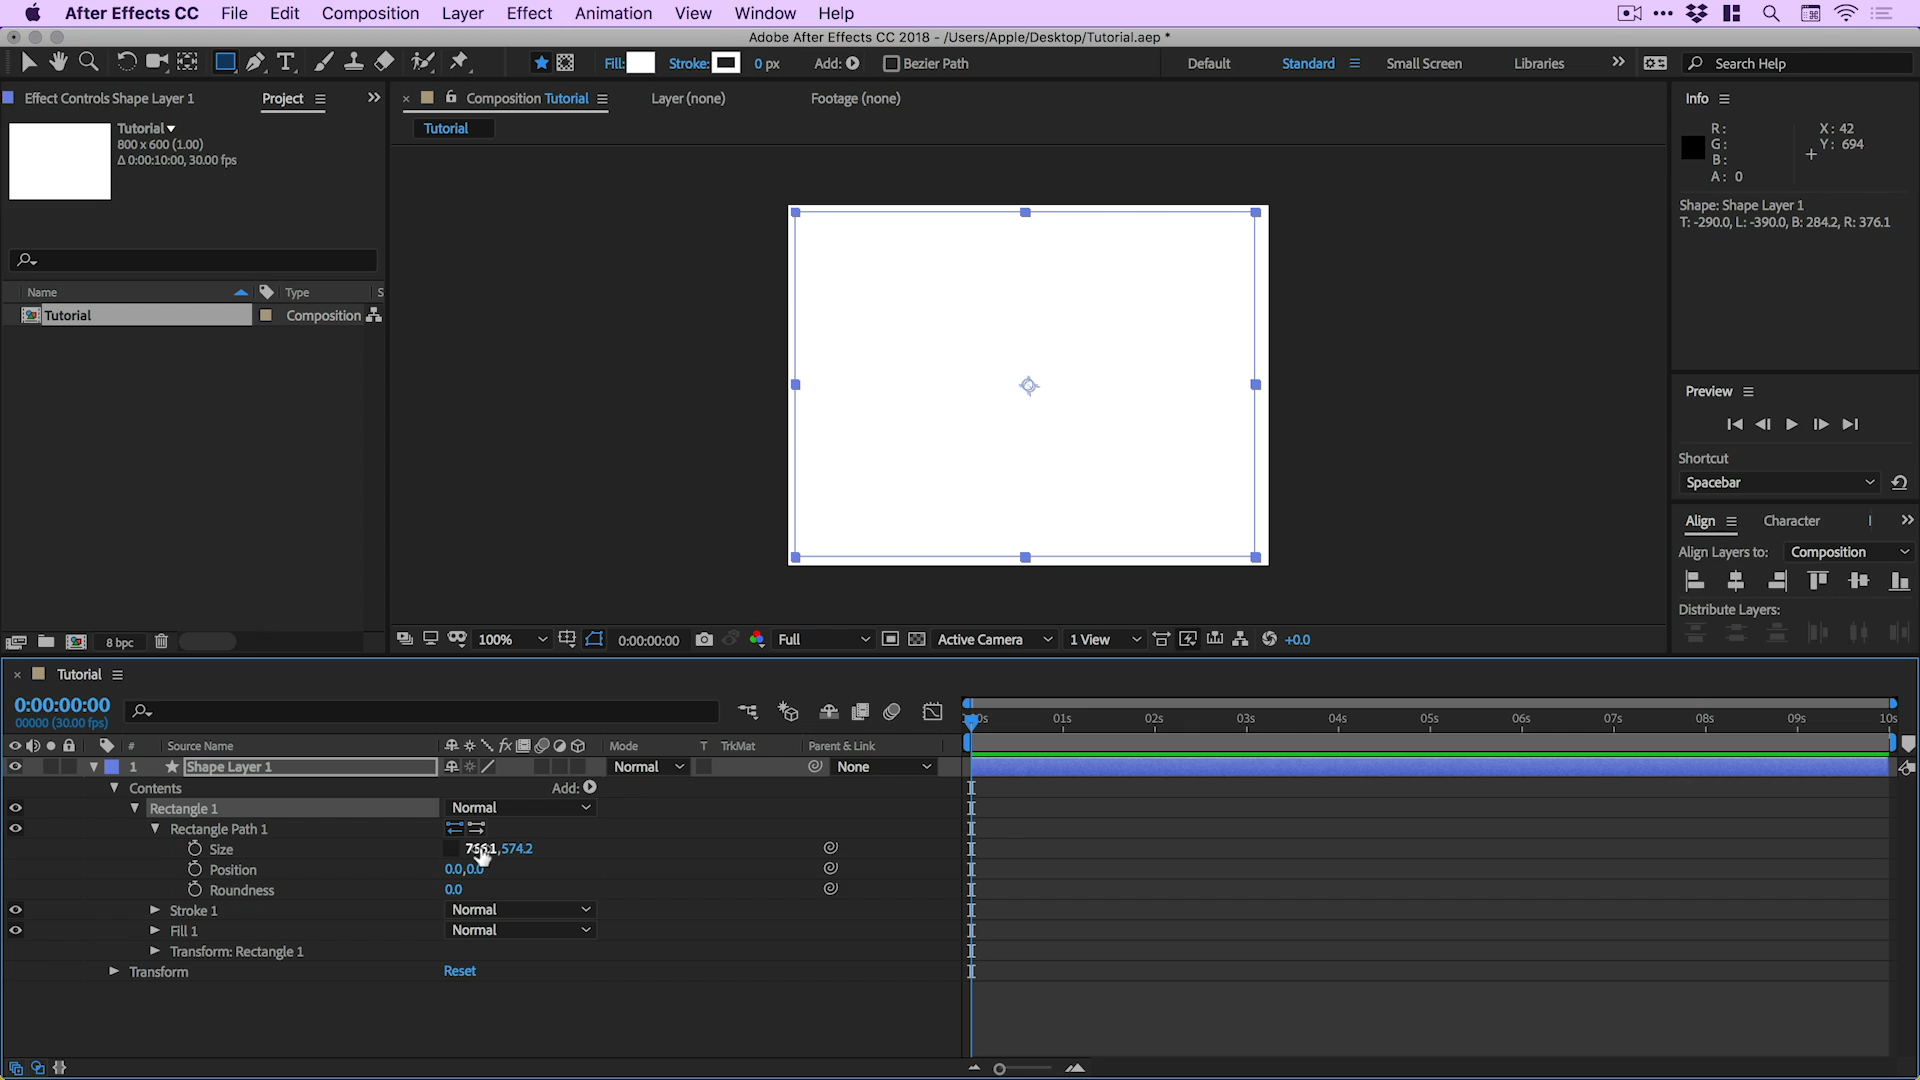 After Effects CC File Edit Composition Layer Effect Animation View Window Help
Adobe After Effects CC 2018 - /Users/Apple/Desktop/Tutorial.aep *
Fill: Stroke: 0 px Add: Bezier Path Default Standard Small Screen Libraries Search Help
Effect Controls Shape Layer 1 Project Composition Tutorial Layer (none) Footage (none) Info
Tutorial
800 x 600 (1.00)
Δ 0:00:10:00, 30.00 fps
Tutorial
R:
G:
B:
A: 0
X: 42
Y: 694
Shape: Shape Layer 1
T: -290.0, L: -390.0, B: 284.2, R: 376.1
Name Type S
Tutorial Composition
Preview
Shortcut
Spacebar
Align Character
Align Layers to: Composition
Distribute Layers:
8 bpc 100% 0:00:00:00 Full Active Camera 1 View +0.0
Tutorial
0:00:00:00
00000 (30.00 fps)
00s 01s 02s 03s 04s 05s 06s 07s 08s 09s 10s
# Source Name fx Mode T TrkMat Parent & Link
1 Shape Layer 1 Normal None
Contents Add:
Rectangle 1 Normal
Rectangle Path 1
Size ,574.2
Position 0.0,0.0
Roundness 0.0
Stroke 1 Normal
Fill 1 Normal
Transform: Rectangle 1
Transform Reset